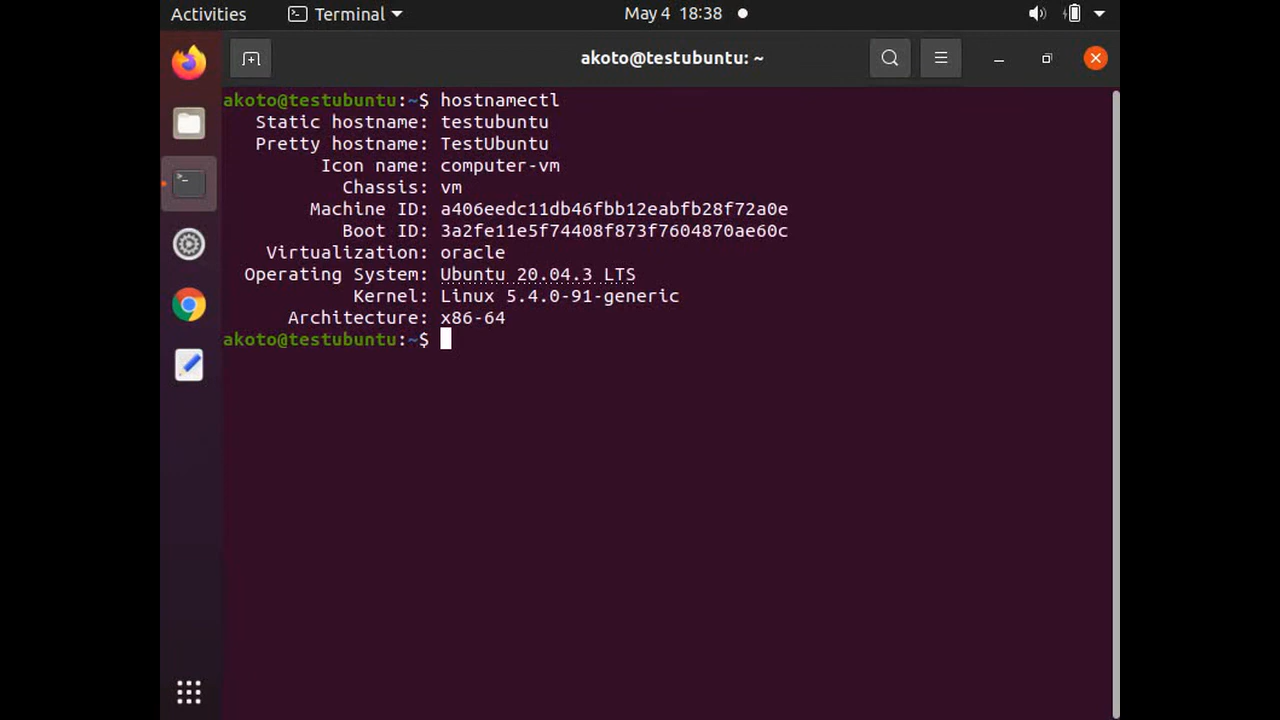 Activities Terminal May 4 18:38
akoto@testubuntu: ~
akoto@testubuntu:~$ hostnamectl
Static hostname: testubuntu
Pretty hostname: TestUbuntu
Icon name: computer-vm
Chassis: vm
Machine ID: a406eedc11db46fbb12eabfb28f72a0e
Boot ID: 3a2fe11e5f74408f873f7604870ae60c
Virtualization: oracle
Operating System: Ubuntu 20.04.3 LTS
Kernel: Linux 5.4.0-91-generic
Architecture: x86-64
akoto@testubuntu:~$